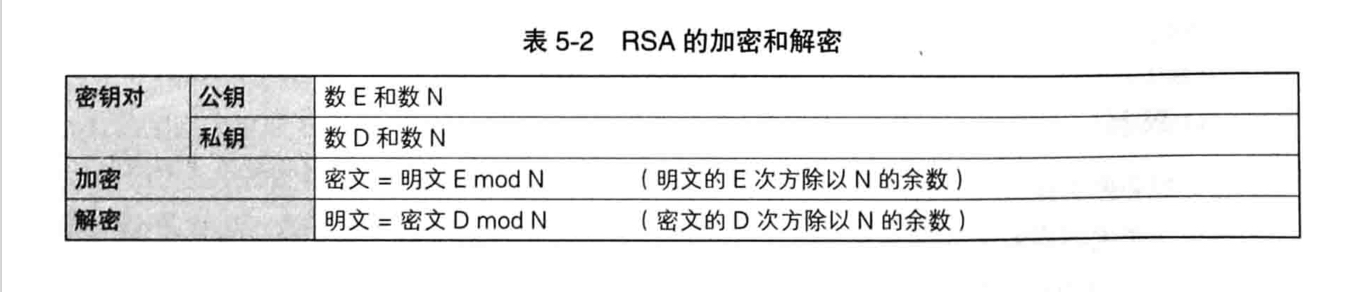 表 5-2 RSA 的加密和解密
密钥对 公钥 数 E 和数 N
私钥 数 D 和数 N
加密 密文 = 明文 E mod N （ 明文的 E 次方除以 N 的余数 ）
解密 明文 = 密文 D mod N （ 密文的 D 次方除以 N 的余数 ）